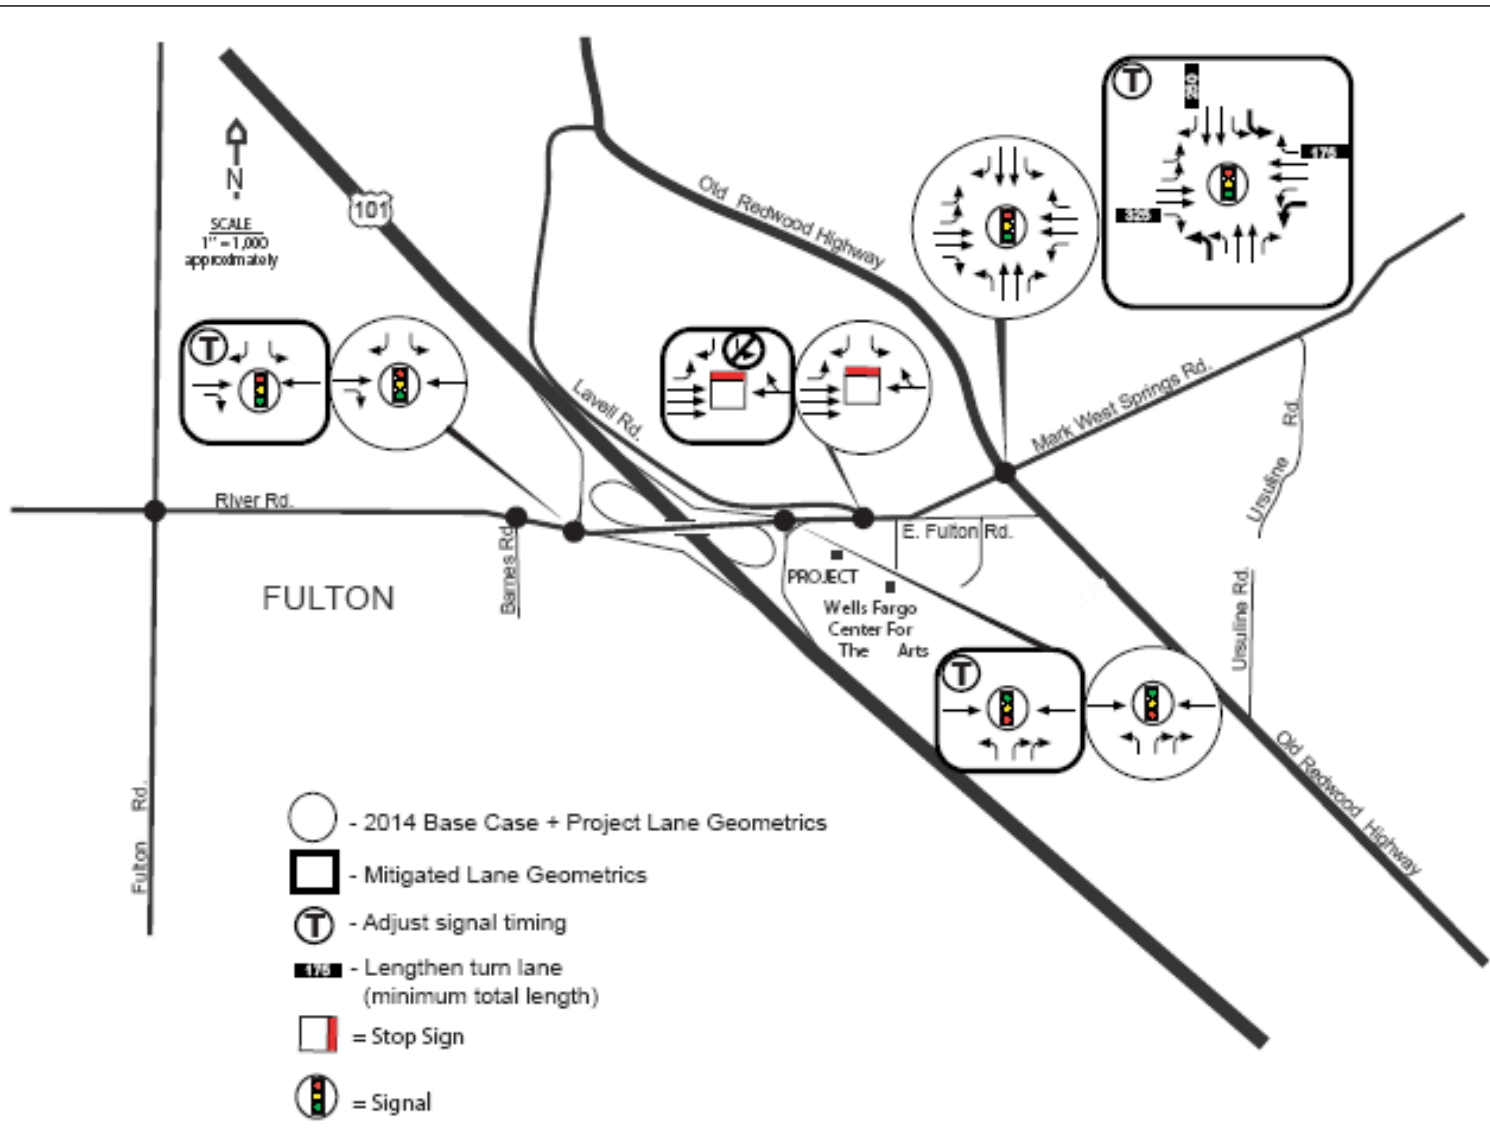 250
T
175
325
101
N
SCALE
1" = 1,000
approximately
Old Redwood Highway
T
Lavell Rd.
Mark West Springs Rd.
Ursuline Rd.
River Rd.
Barnes Rd.
E. Fulton Rd.
FULTON
PROJECT
Wells Fargo
Center For
The Arts
Ursuline Rd.
T
Old Redwood Highway
Fulton Rd.
- 2014 Base Case + Project Lane Geometrics
- Mitigated Lane Geometrics
T - Adjust signal timing
175 - Lengthen turn lane
(minimum total length)
= Stop Sign
= Signal